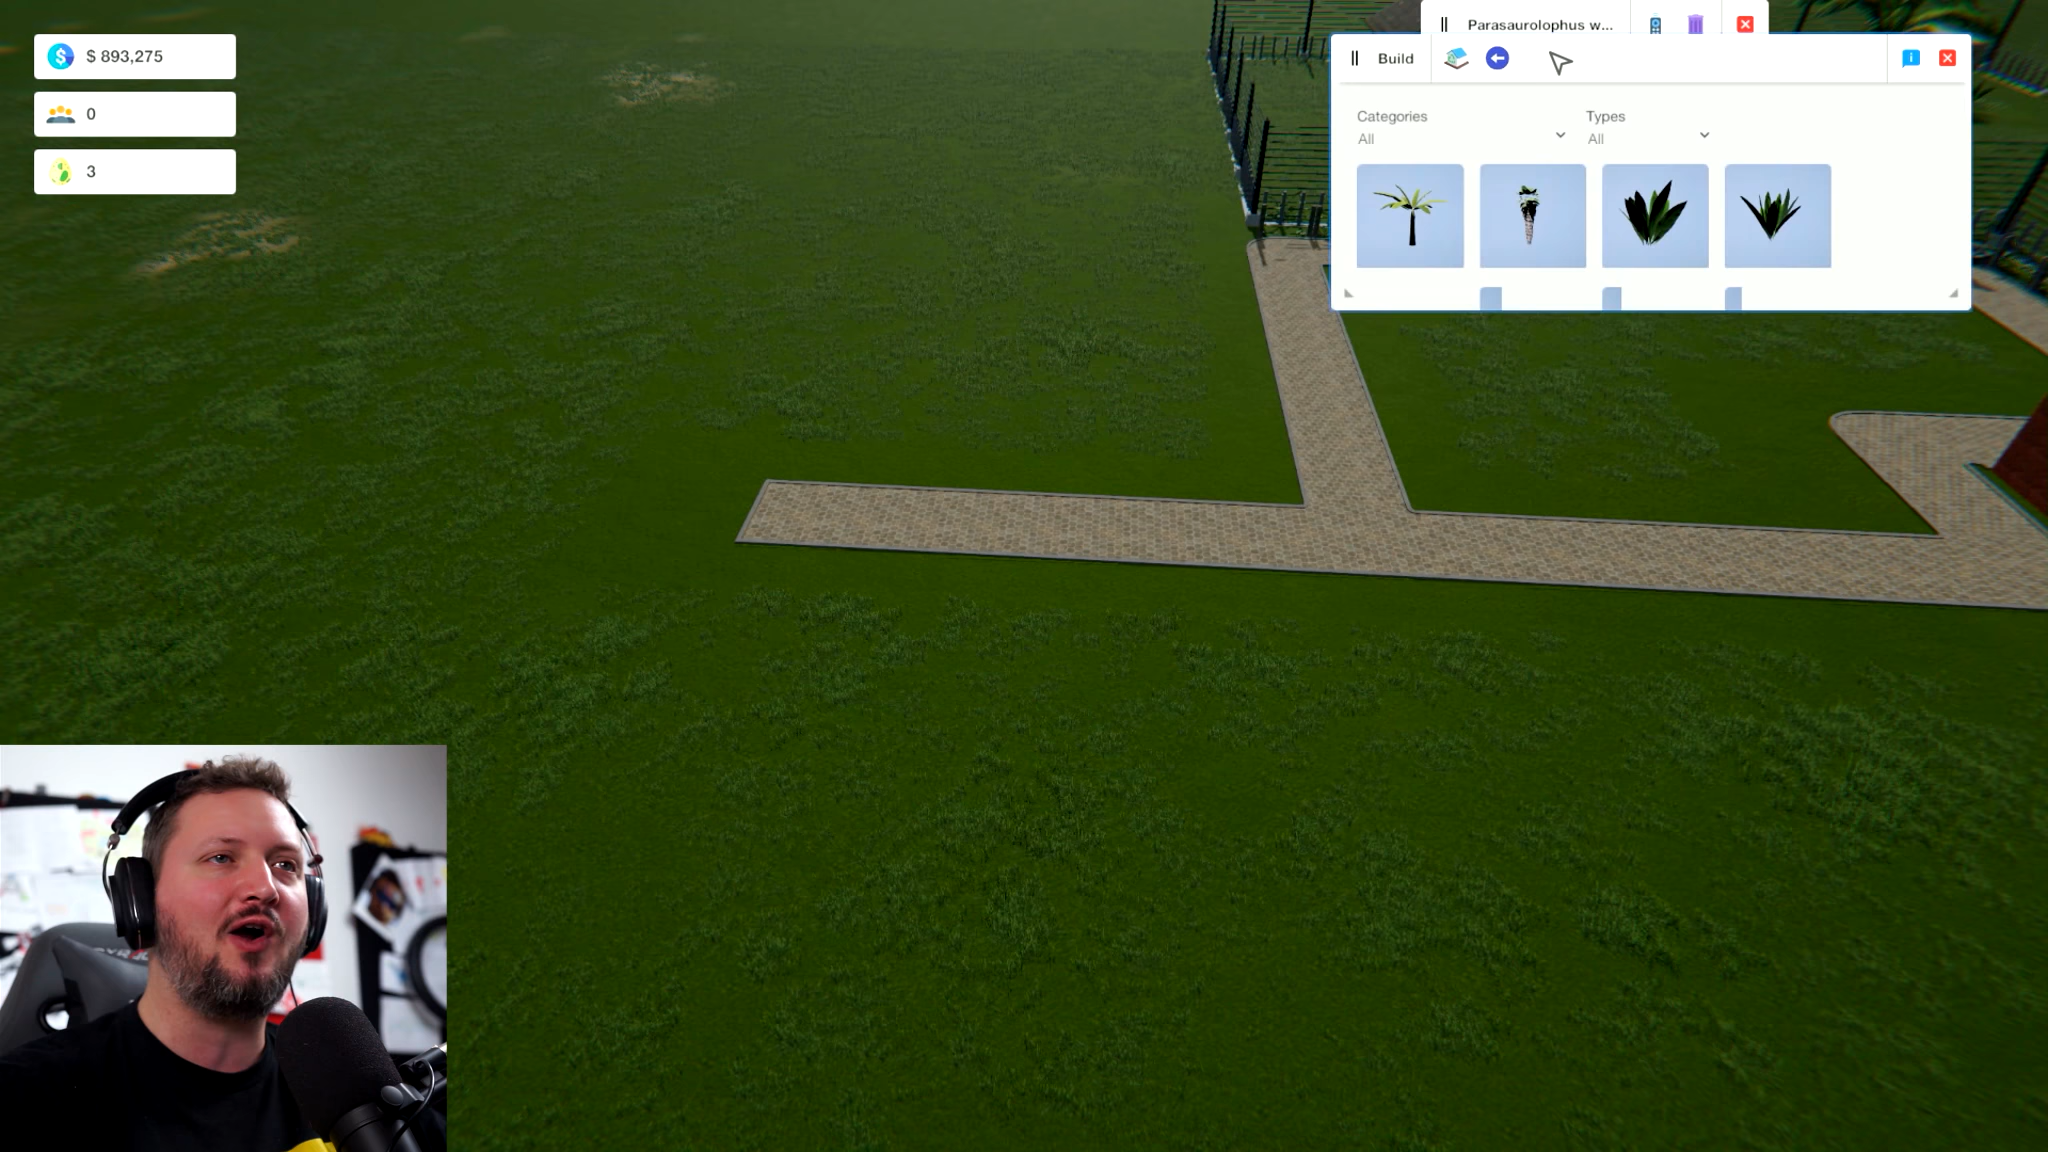 $ 893,275
0
3
Parasaurolophus w...
Build
Categories
All
Types
All